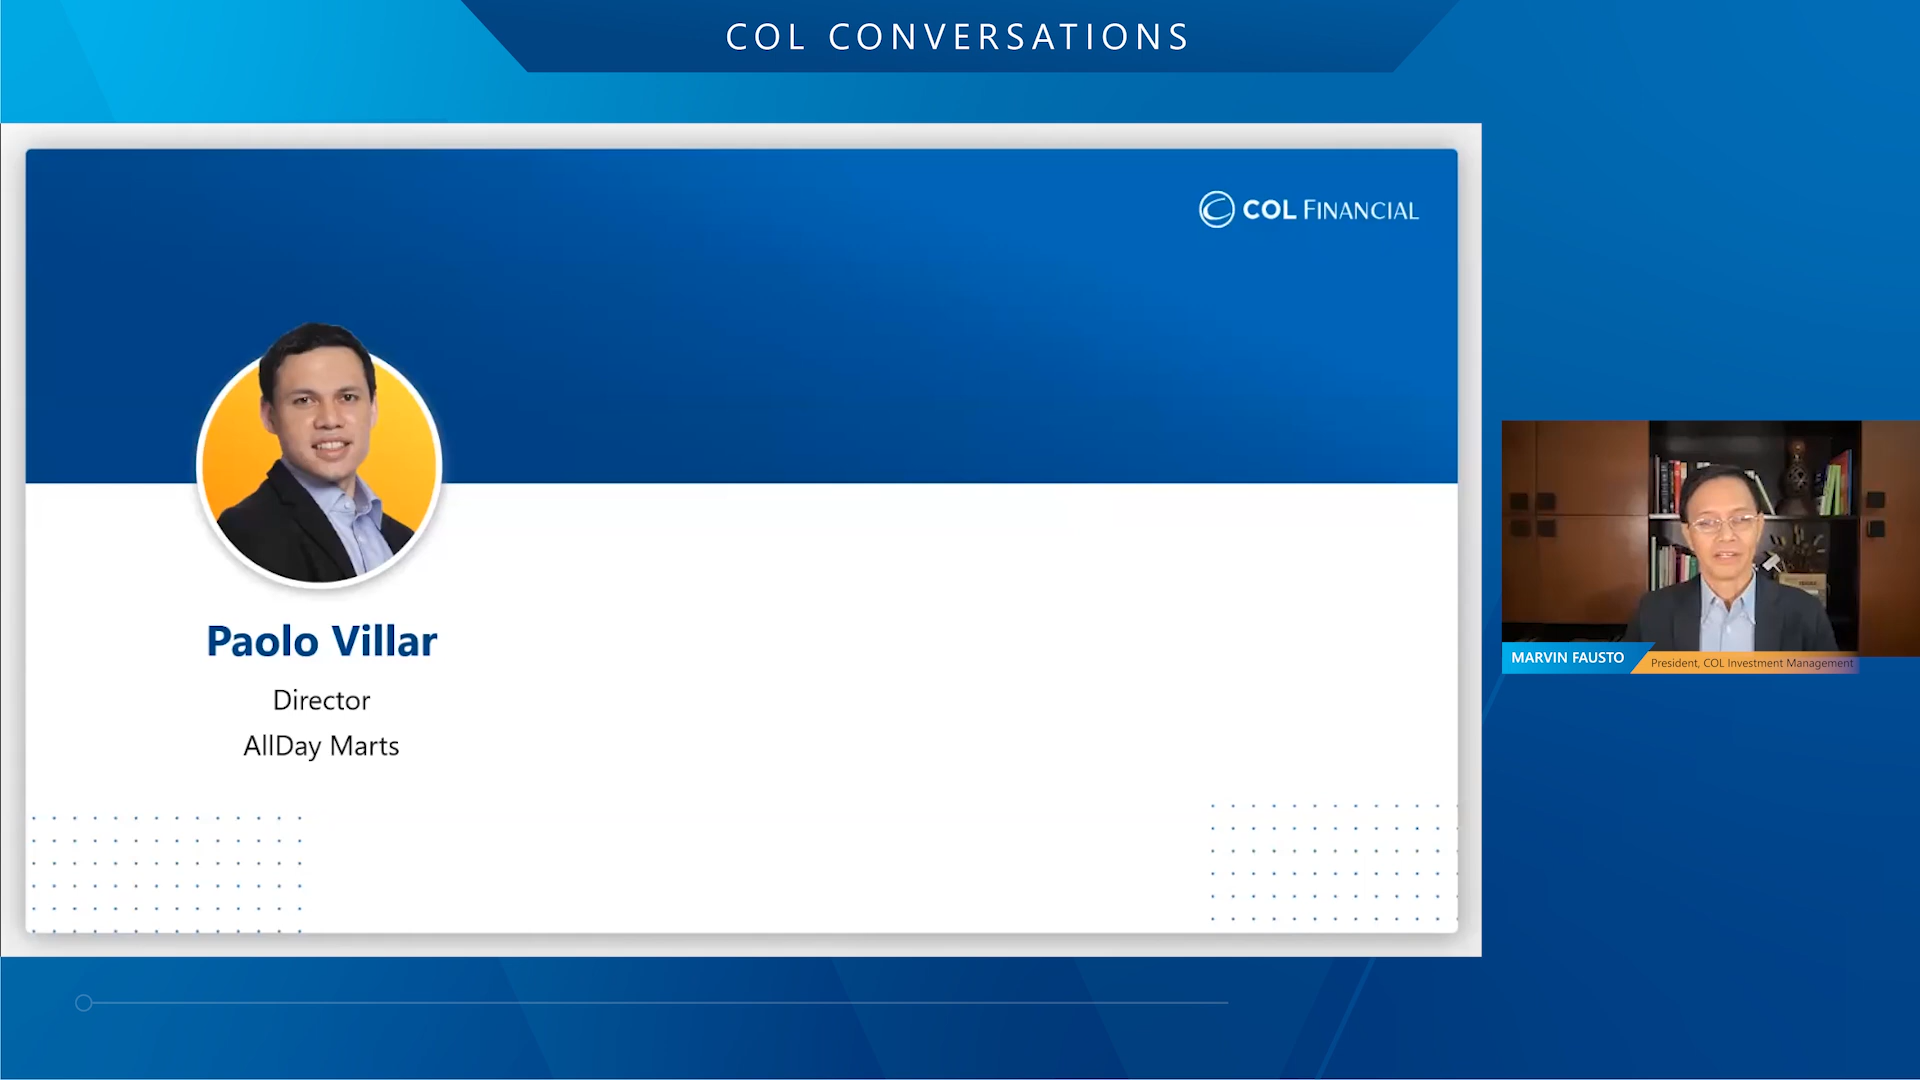 COL CONVERSATIONS
COL FINANCIAL
Paolo Villar
Director
AllDay Marts
MARVIN FAUSTO
President, COL Investment Management